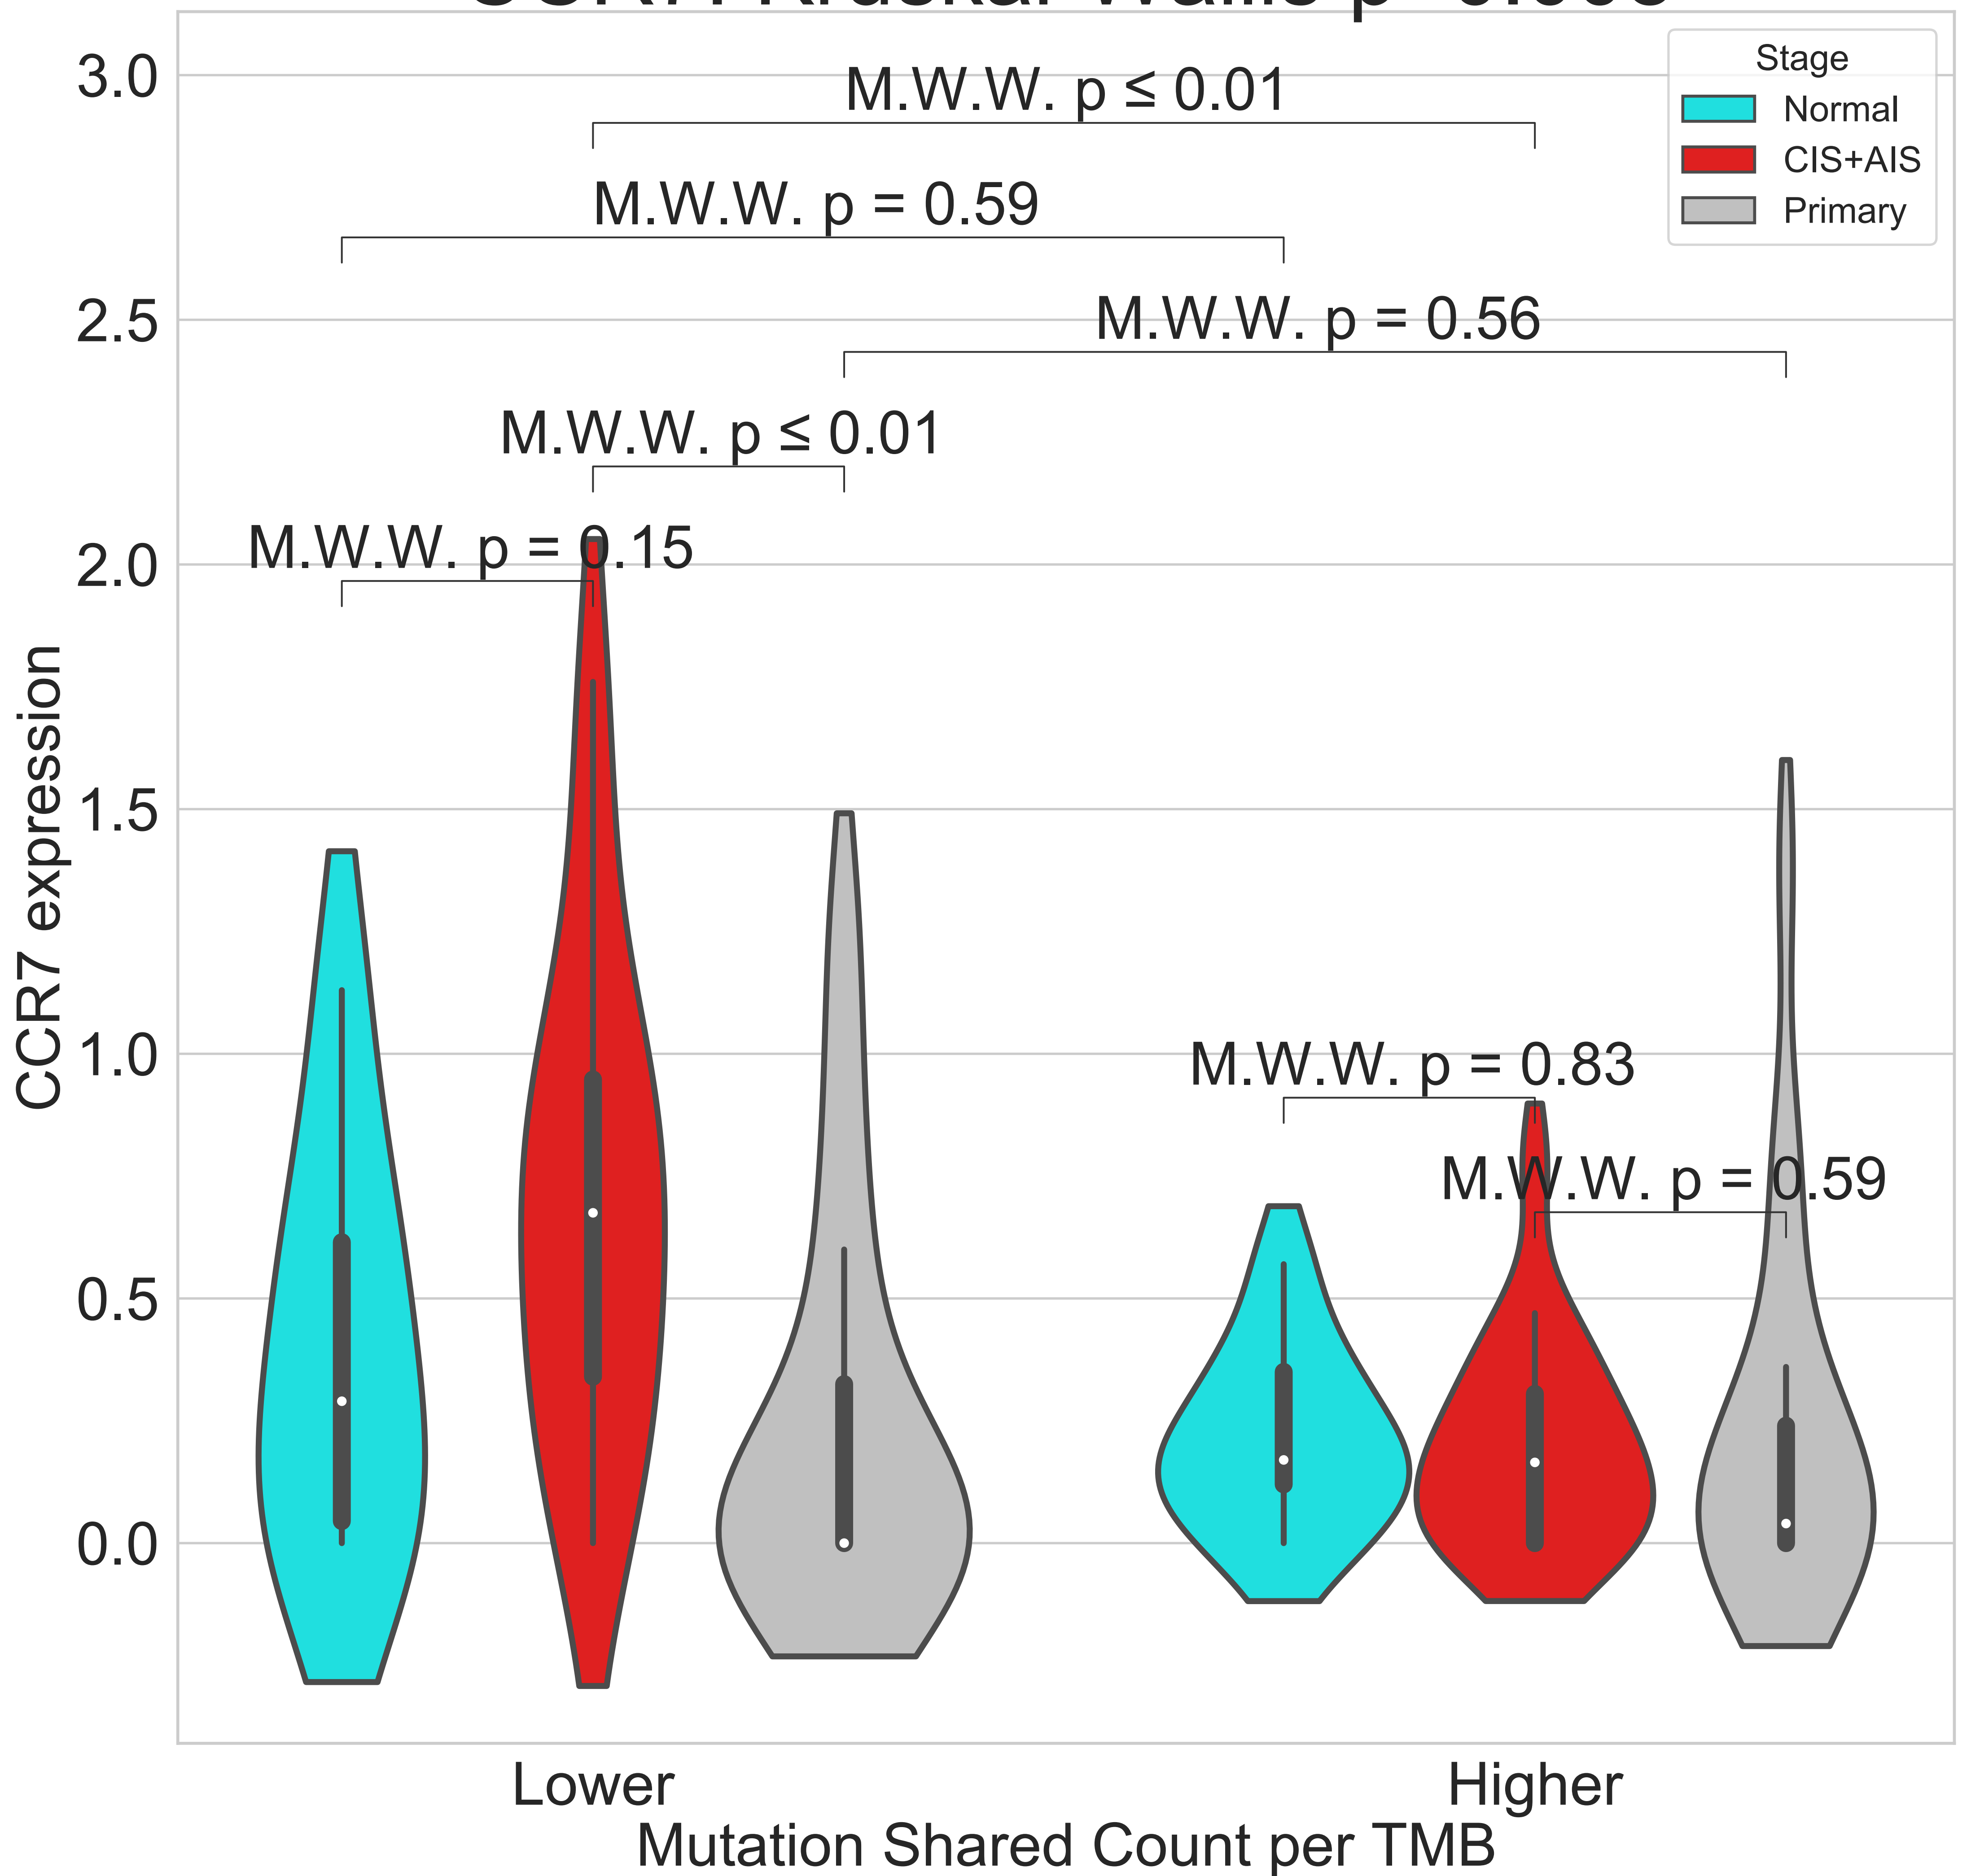 3.0
2.5
2.0
1.5
1.0
0.5
0.0
CCR7 expression
Stage
Normal
CIS+AIS
Primary
M.W.W. p ≤ 0.01
M.W.W. p = 0.59
M.W.W. p = 0.56
M.W.W. p ≤ 0.01
M.W.W. p = 0.15
M.W.W. p = 0.83
M.W.W. p = 0.59
Lower
Higher
Mutation Shared Count per TMB